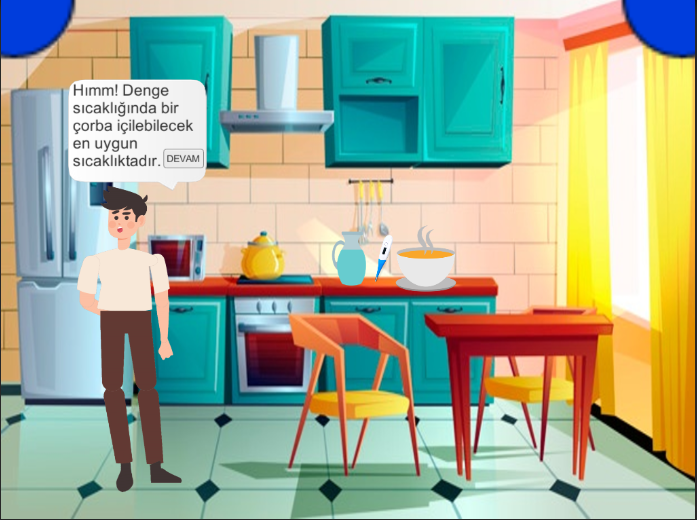 Hımm! Denge
sıcaklığında bir
çorba içilebilecek
en uygun
sıcaklıktadır. DEVAM